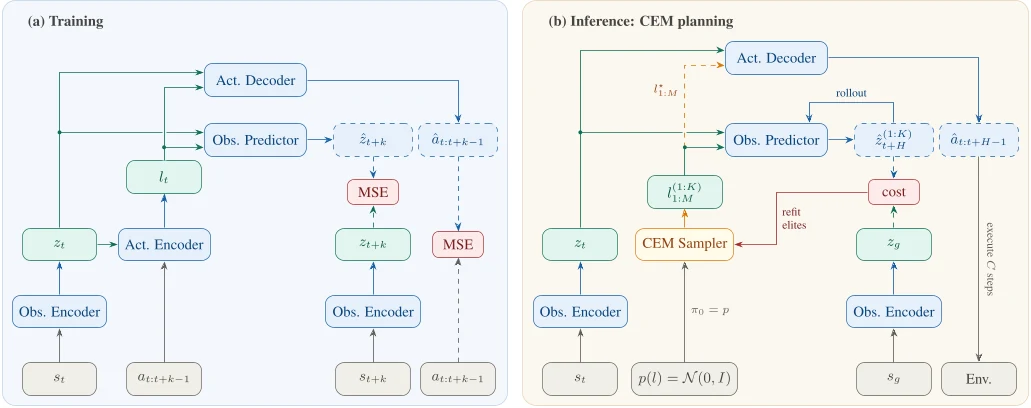 (a) Training
Act. Decoder
Obs. Predictor
ẑ_{t+k}
â_{t:t+k−1}
l_t
MSE
z_t
Act. Encoder
z_{t+k}
MSE
Obs. Encoder
Obs. Encoder
s_t
a_{t:t+k−1}
s_{t+k}
a_{t:t+k−1}
(b) Inference: CEM planning
Act. Decoder
l*_{1:M}
rollout
Obs. Predictor
ẑ_{t+H}^{(1:K)}
â_{t:t+H−1}
l_{1:M}^{(1:K)}
cost
refit
elites
z_t
CEM Sampler
z_g
execute C steps
Obs. Encoder
π_0 = p
Obs. Encoder
s_t
p(l) = 𝒩(0, I)
s_g
Env.